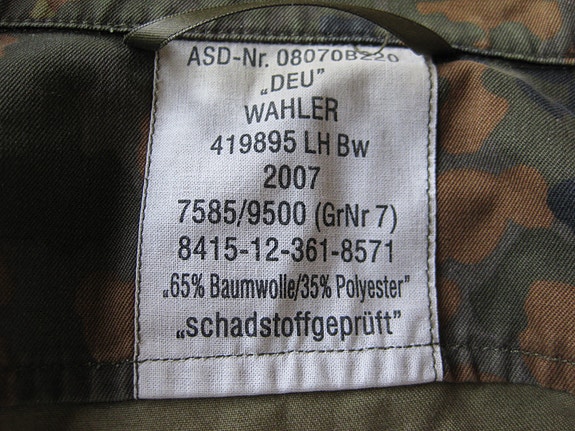 ASD-Nr. 08070B220
„DEU”
WAHLER
419895 LH Bw
2007
7585/9500 (GrNr 7)
8415-12-361-8571
„65% Baumwolle/35% Polyester”
„schadstoffgeprüft”